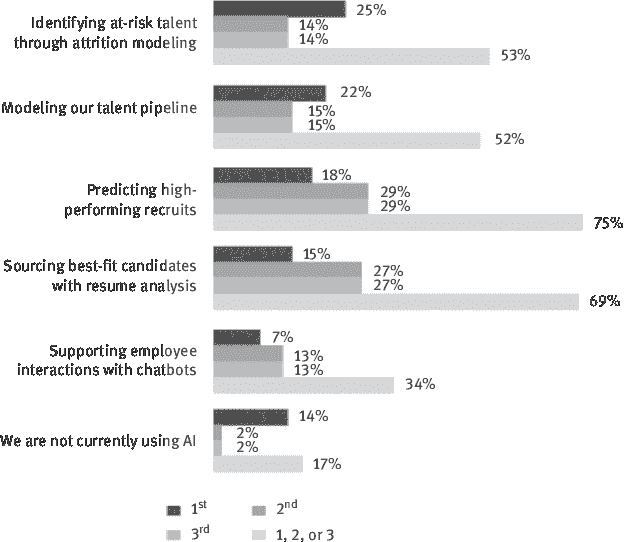 Identifying at-risk talent
through attrition modeling
25%
14%
14%
53%
Modeling our talent pipeline
22%
15%
15%
52%
Predicting high-
performing recruits
18%
29%
29%
75%
Sourcing best-fit candidates
with resume analysis
15%
27%
27%
69%
Supporting employee
interactions with chatbots
7%
13%
13%
34%
We are not currently using AI
14%
2%
2%
17%
1st 2nd
3rd 1, 2, or 3